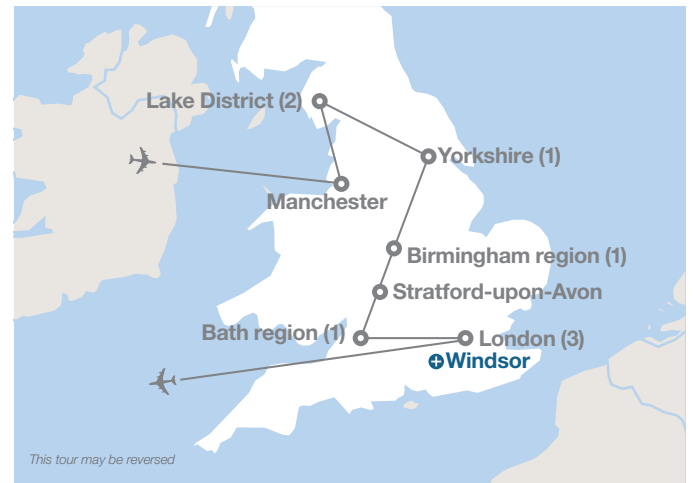 Lake District (2)
Yorkshire (1)
Manchester
Birmingham region (1)
Stratford-upon-Avon
Bath region (1)
London (3)
Windsor
This tour may be reversed